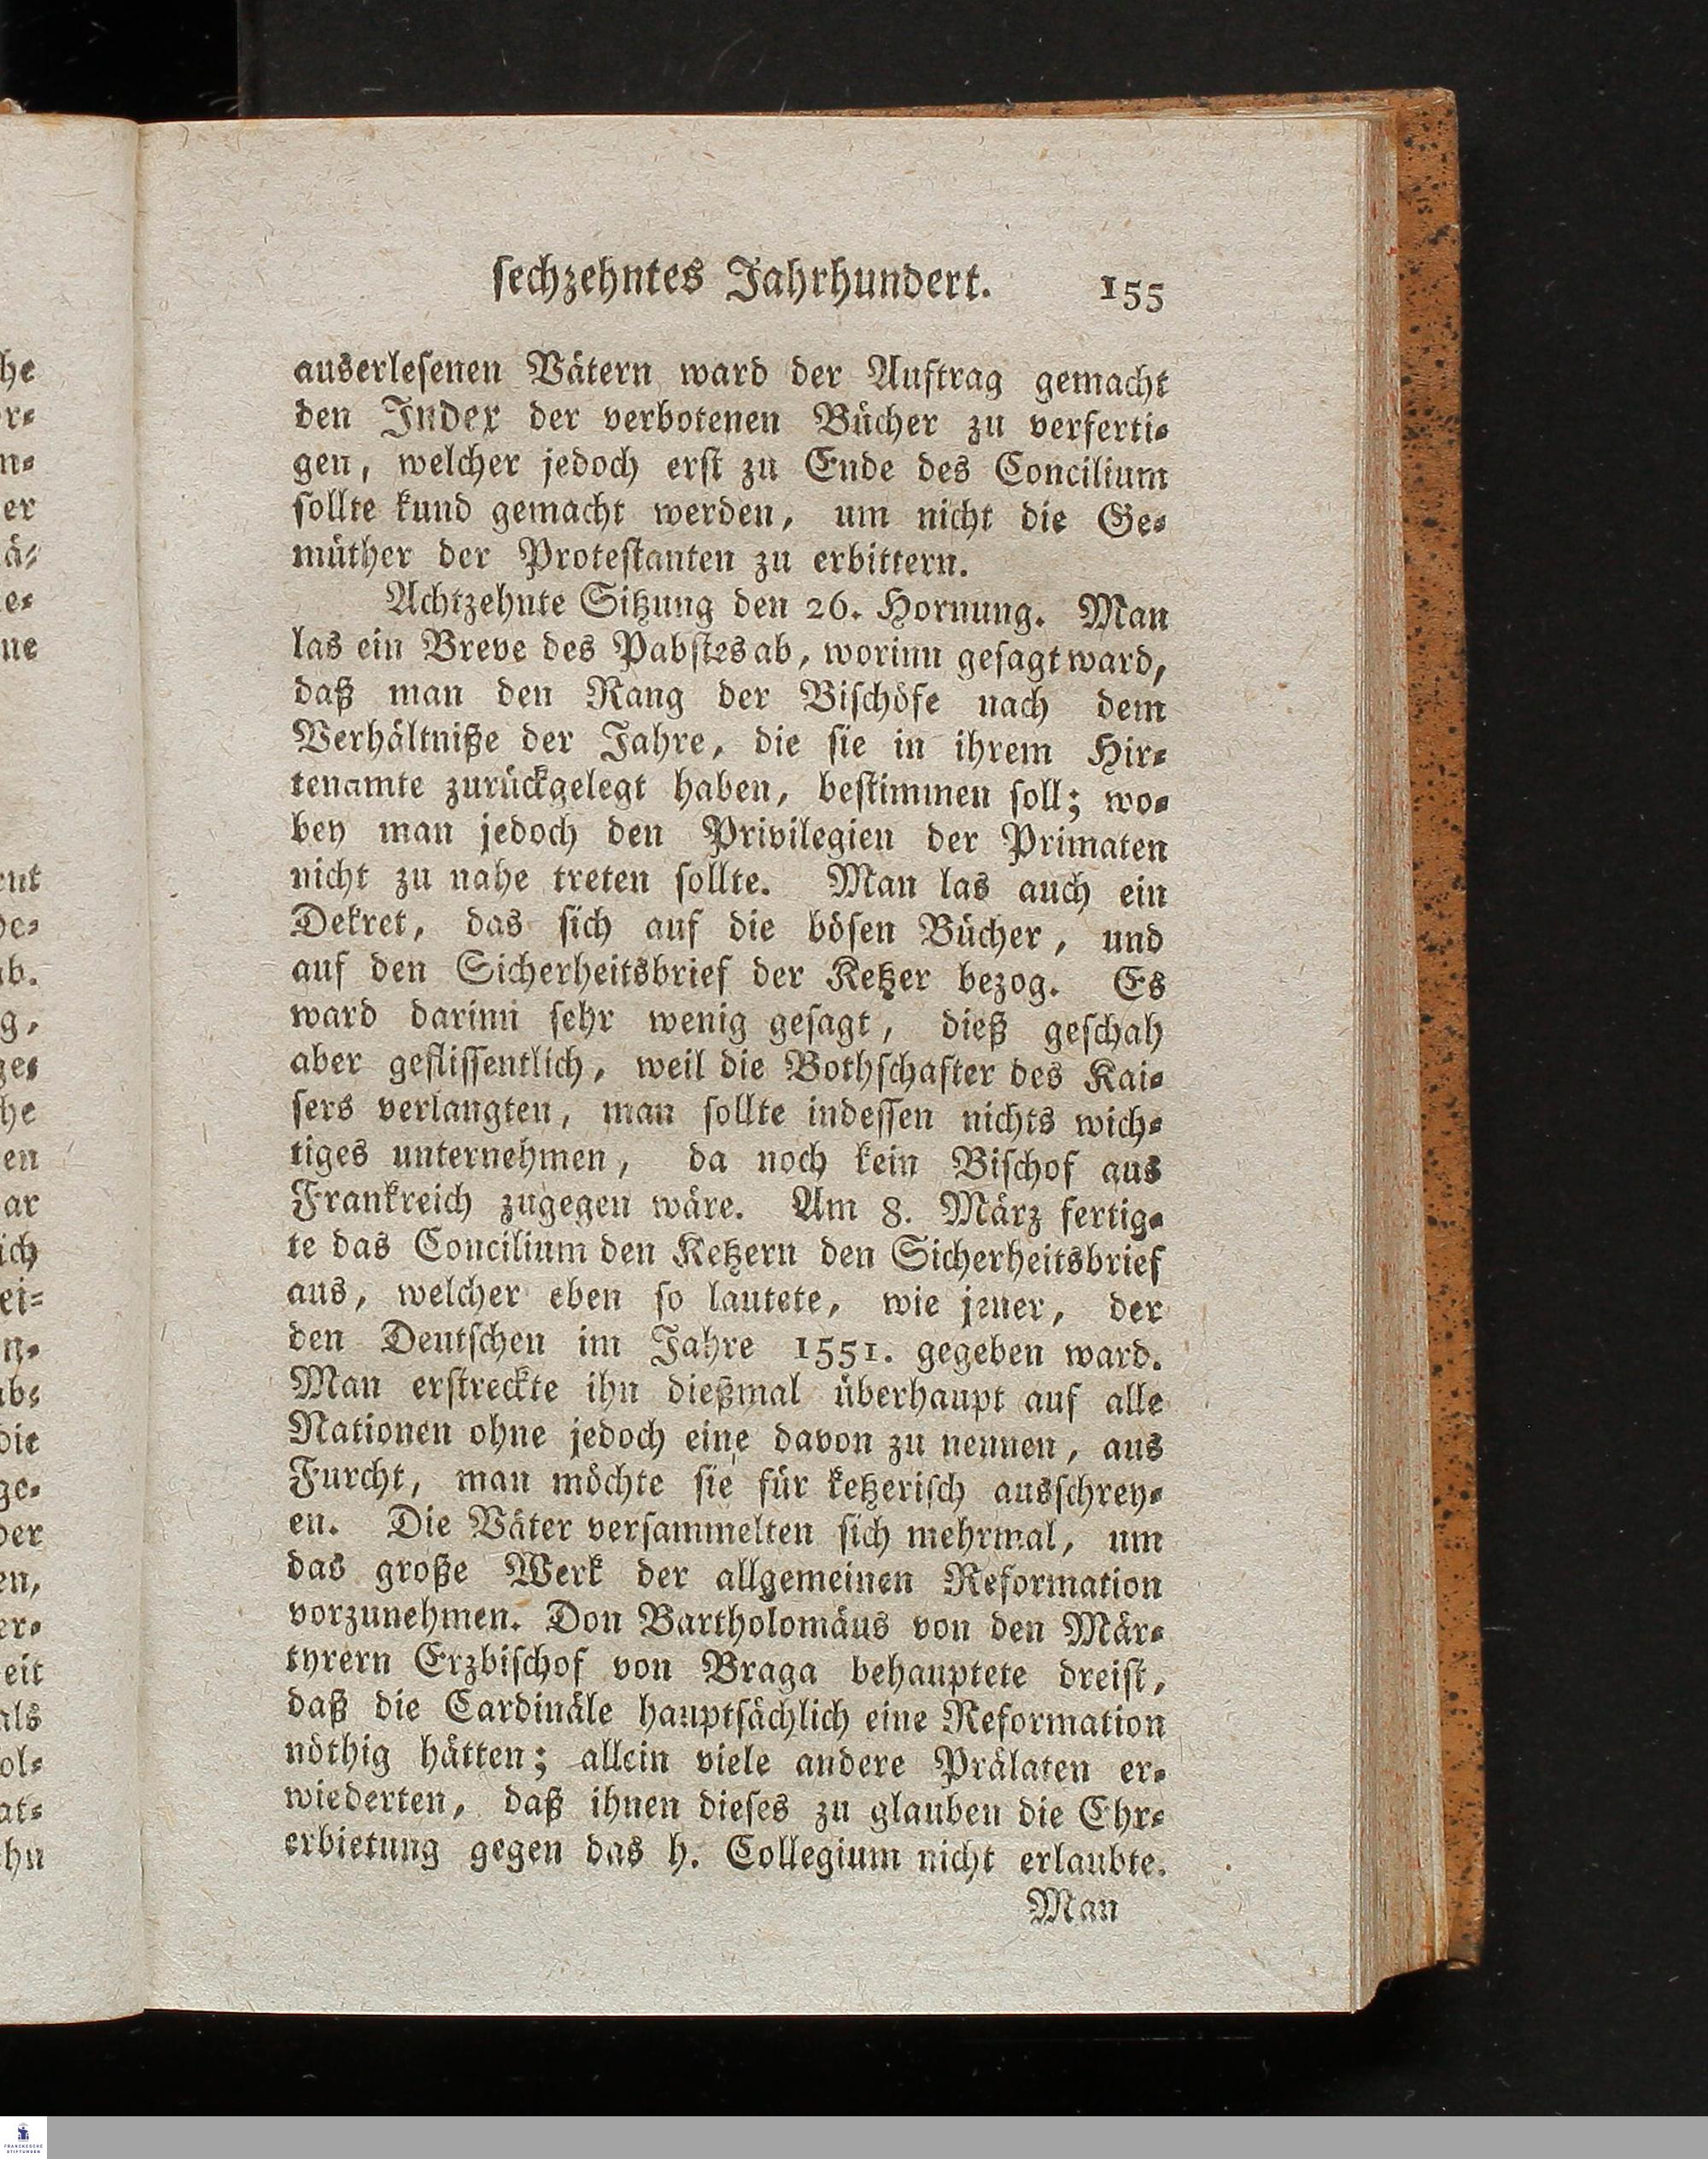 sechzehntes Jahrhundert. 155
auserlesenen Vätern ward der Auftrag gemacht
den Index der verbotenen Bücher zu verferti-
gen, welcher jedoch erst zu Ende des Concilium
sollte kund gemacht werden, um nicht die Ge-
müther der Protestanten zu erbittern.
Achtzehnte Sitzung den 26. Hornung. Man
las ein Breve des Pabstes ab, worinn gesagt ward,
daß man den Rang der Bischöfe nach dem
Verhältniße der Jahre, die sie in ihrem Hir-
tenamte zurückgelegt haben, bestimmen soll; wo-
bey man jedoch den Privilegien der Primaten
nicht zu nahe treten sollte. Man las auch ein
Dekret, das sich auf die bösen Bücher, und
auf den Sicherheitsbrief der Ketzer bezog. Es
ward darinn sehr wenig gesagt, dieß geschah
aber geflissentlich, weil die Bothschafter des Kai-
sers verlangten, man sollte indessen nichts wich-
tiges unternehmen, da noch kein Bischof aus
Frankreich zugegen wäre. Am 8. März fertig-
te das Concilium den Ketzern den Sicherheitsbrief
aus, welcher eben so lautete, wie jener, der
den Deutschen im Jahre 1551. gegeben ward.
Man erstreckte ihn dießmal überhaupt auf alle
Nationen ohne jedoch eine davon zu nennen, aus
Furcht, man möchte sie für ketzerisch ausschrey-
en. Die Väter versammelten sich mehrmal, um
das große Werk der allgemeinen Reformation
vorzunehmen. Don Bartholomäus von den Mär-
tyrern Erzbischof von Braga behauptete dreist,
daß die Cardinäle hauptsächlich eine Reformation
nöthig hätten; allein viele andere Prälaten er-
wiederten, daß ihnen dieses zu glauben die Ehr-
erbietung gegen das h. Collegium nicht erlaubte.
Man
FRANCKESCHE
STIFTUNGEN